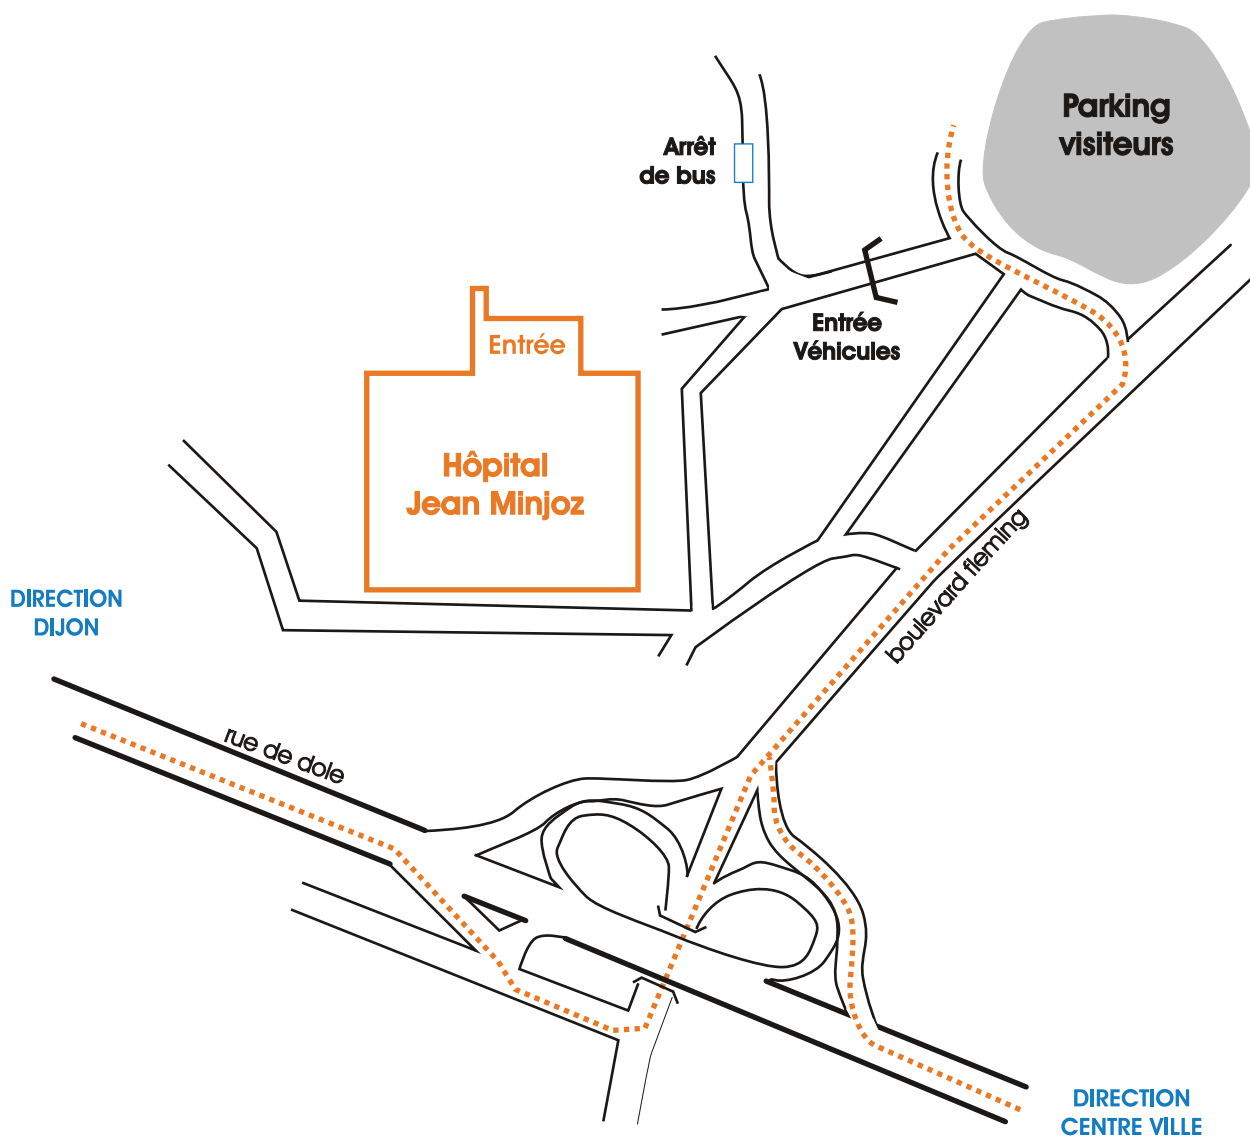 Parking
visiteurs
Arrêt
de bus
Entrée
Véhicules
Entrée
Hôpital
Jean Minjoz
boulevard fleming
DIRECTION
DIJON
rue de dole
DIRECTION
CENTRE VILLE